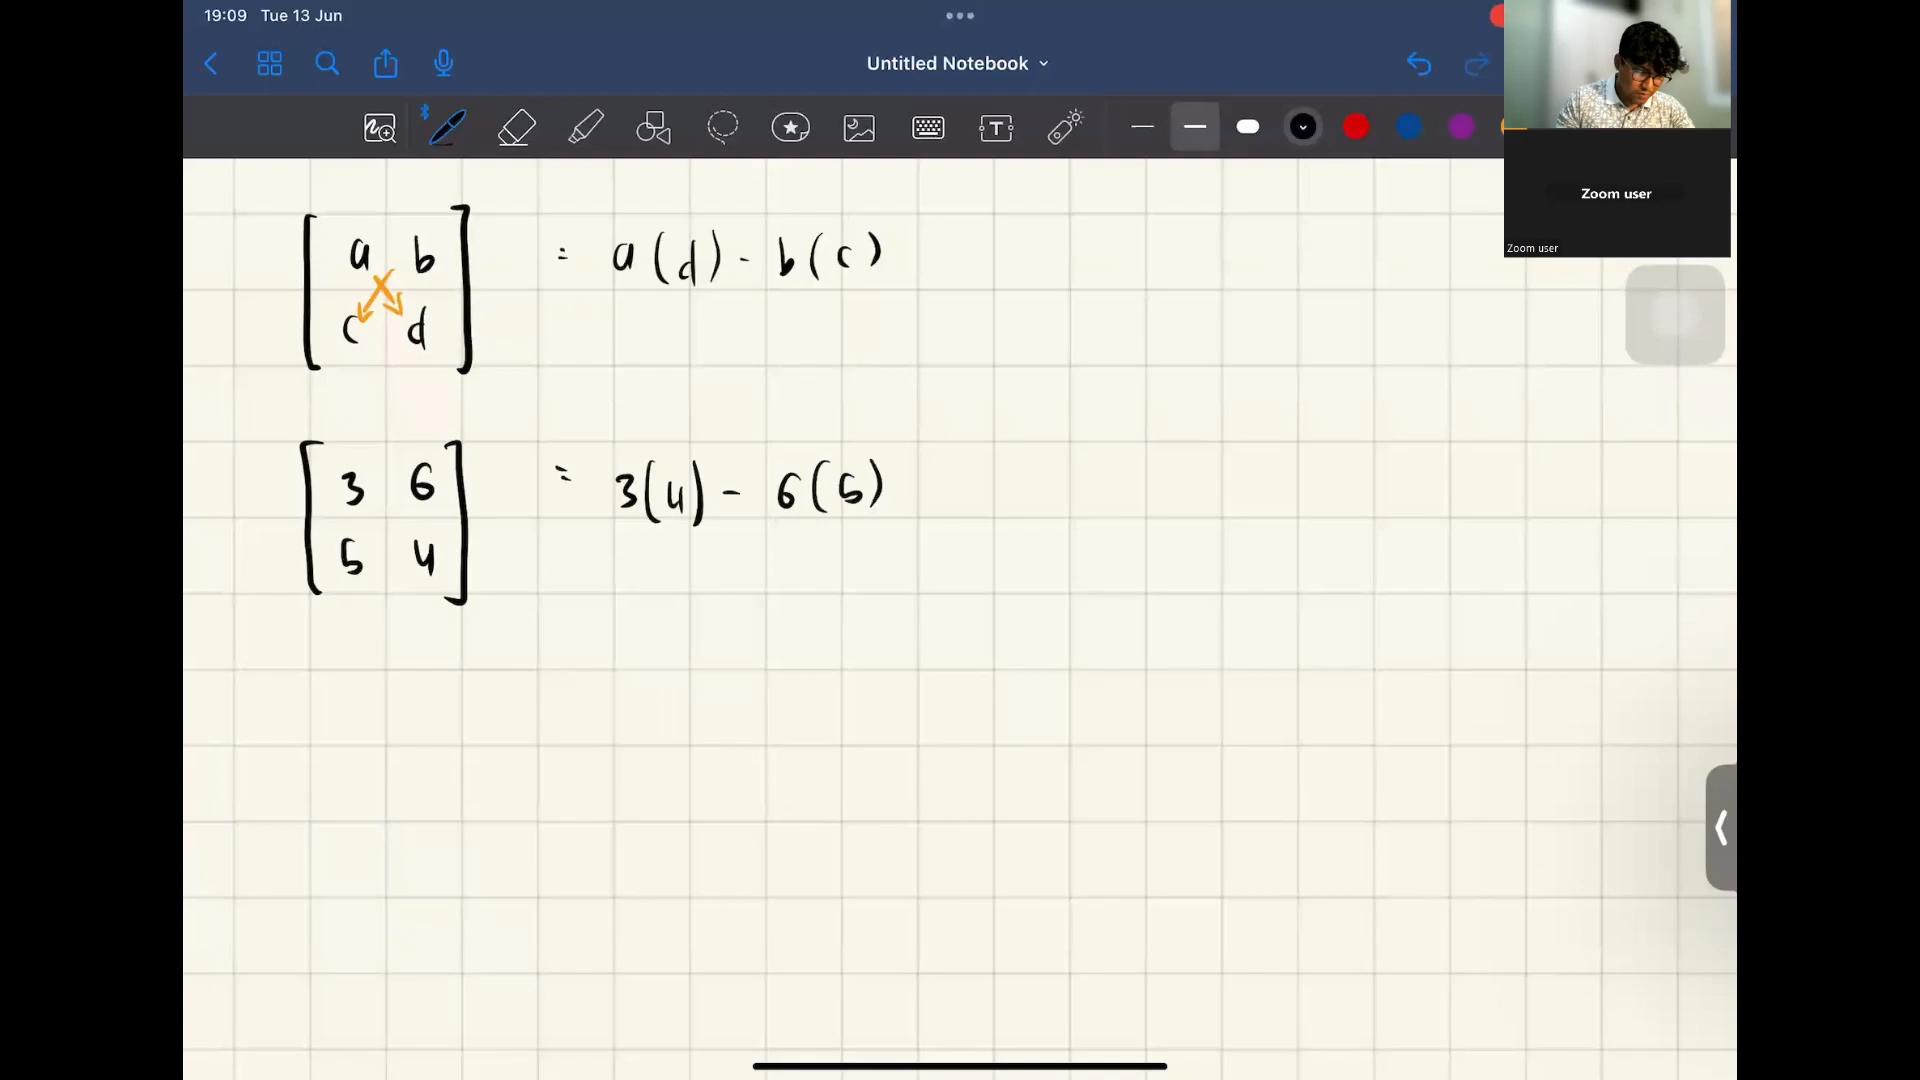 19:09 Tue 13 Jun
Untitled Notebook
T
Zoom user
Zoom user
[ a b = a(d) - b(c)
c d ]
[ 3 6 = 3(4) - 6(5)
5 4 ]